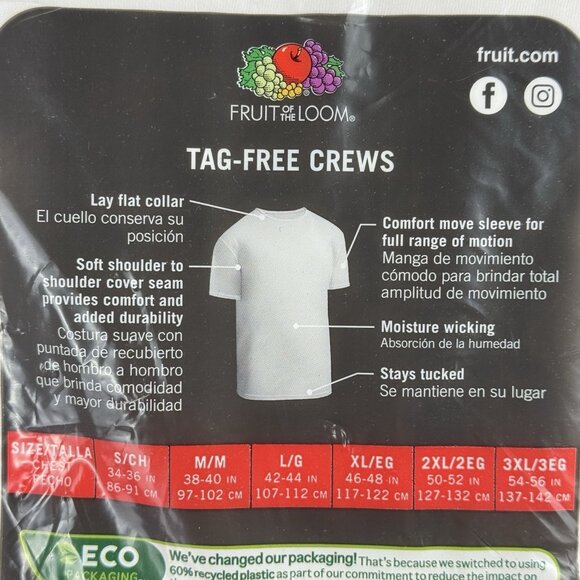 fruit.com
FRUIT OF THE LOOM®
TAG-FREE CREWS
Lay flat collar
El cuello conserva su
posición
Soft shoulder to
shoulder cover seam
provides comfort and
added durability
Costura suave con
puntada de recubierto
de hombro a hombro
que brinda comodidad
y mayor durabilidad
Comfort move sleeve for
full range of motion
Manga de movimiento
cómodo para brindar total
amplitud de movimiento
Moisture wicking
Absorción de la humedad
Stays tucked
Se mantiene en su lugar
SIZE/TALLA
CHEST
PECHO
S/CH
34-36 IN
86-91 CM
M/M
38-40 IN
97-102 CM
L/G
42-44 IN
107-112 CM
XL/EG
46-48 IN
117-122 CM
2XL/2EG
50-52 IN
127-132 CM
3XL/3EG
54-56 IN
137-142 CM
ECO
PACKAGING
We've changed our packaging! That's because we switched to using
60% recycled plastic as part of our commitment to reduce the impact on